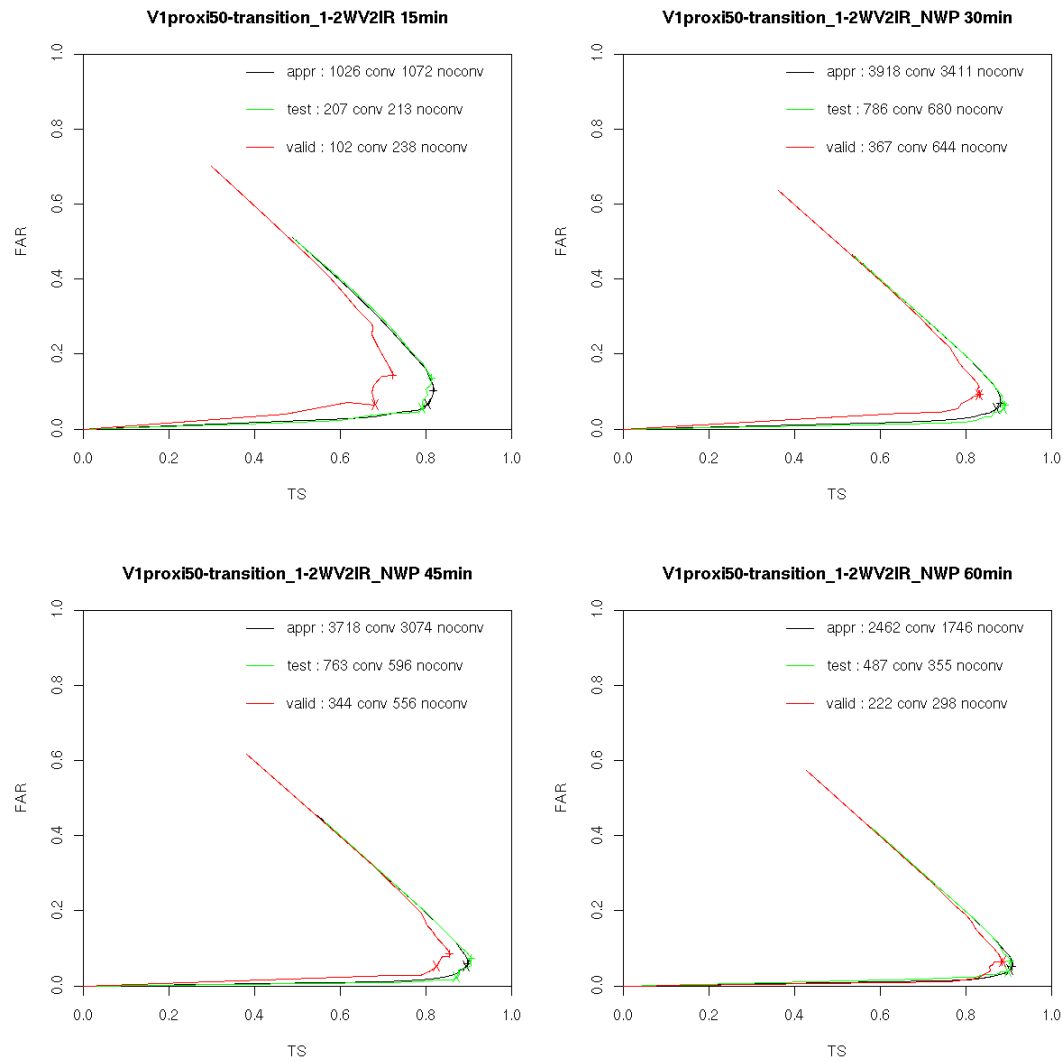 V1proxi50-transition_1-2WV2IR 15min
appr : 1026 conv 1072 noconv
test : 207 conv 213 noconv
valid : 102 conv 238 noconv
FAR
0.0 0.2 0.4 0.6 0.8 1.0
0.0 0.2 0.4 0.6 0.8 1.0
TS
V1proxi50-transition_1-2WV2IR_NWP 30min
appr : 3918 conv 3411 noconv
test : 786 conv 680 noconv
valid : 367 conv 644 noconv
FAR
0.0 0.2 0.4 0.6 0.8 1.0
0.0 0.2 0.4 0.6 0.8 1.0
TS
V1proxi50-transition_1-2WV2IR_NWP 45min
appr : 3718 conv 3074 noconv
test : 763 conv 596 noconv
valid : 344 conv 556 noconv
FAR
0.0 0.2 0.4 0.6 0.8 1.0
0.0 0.2 0.4 0.6 0.8 1.0
TS
V1proxi50-transition_1-2WV2IR_NWP 60min
appr : 2462 conv 1746 noconv
test : 487 conv 355 noconv
valid : 222 conv 298 noconv
FAR
0.0 0.2 0.4 0.6 0.8 1.0
0.0 0.2 0.4 0.6 0.8 1.0
TS